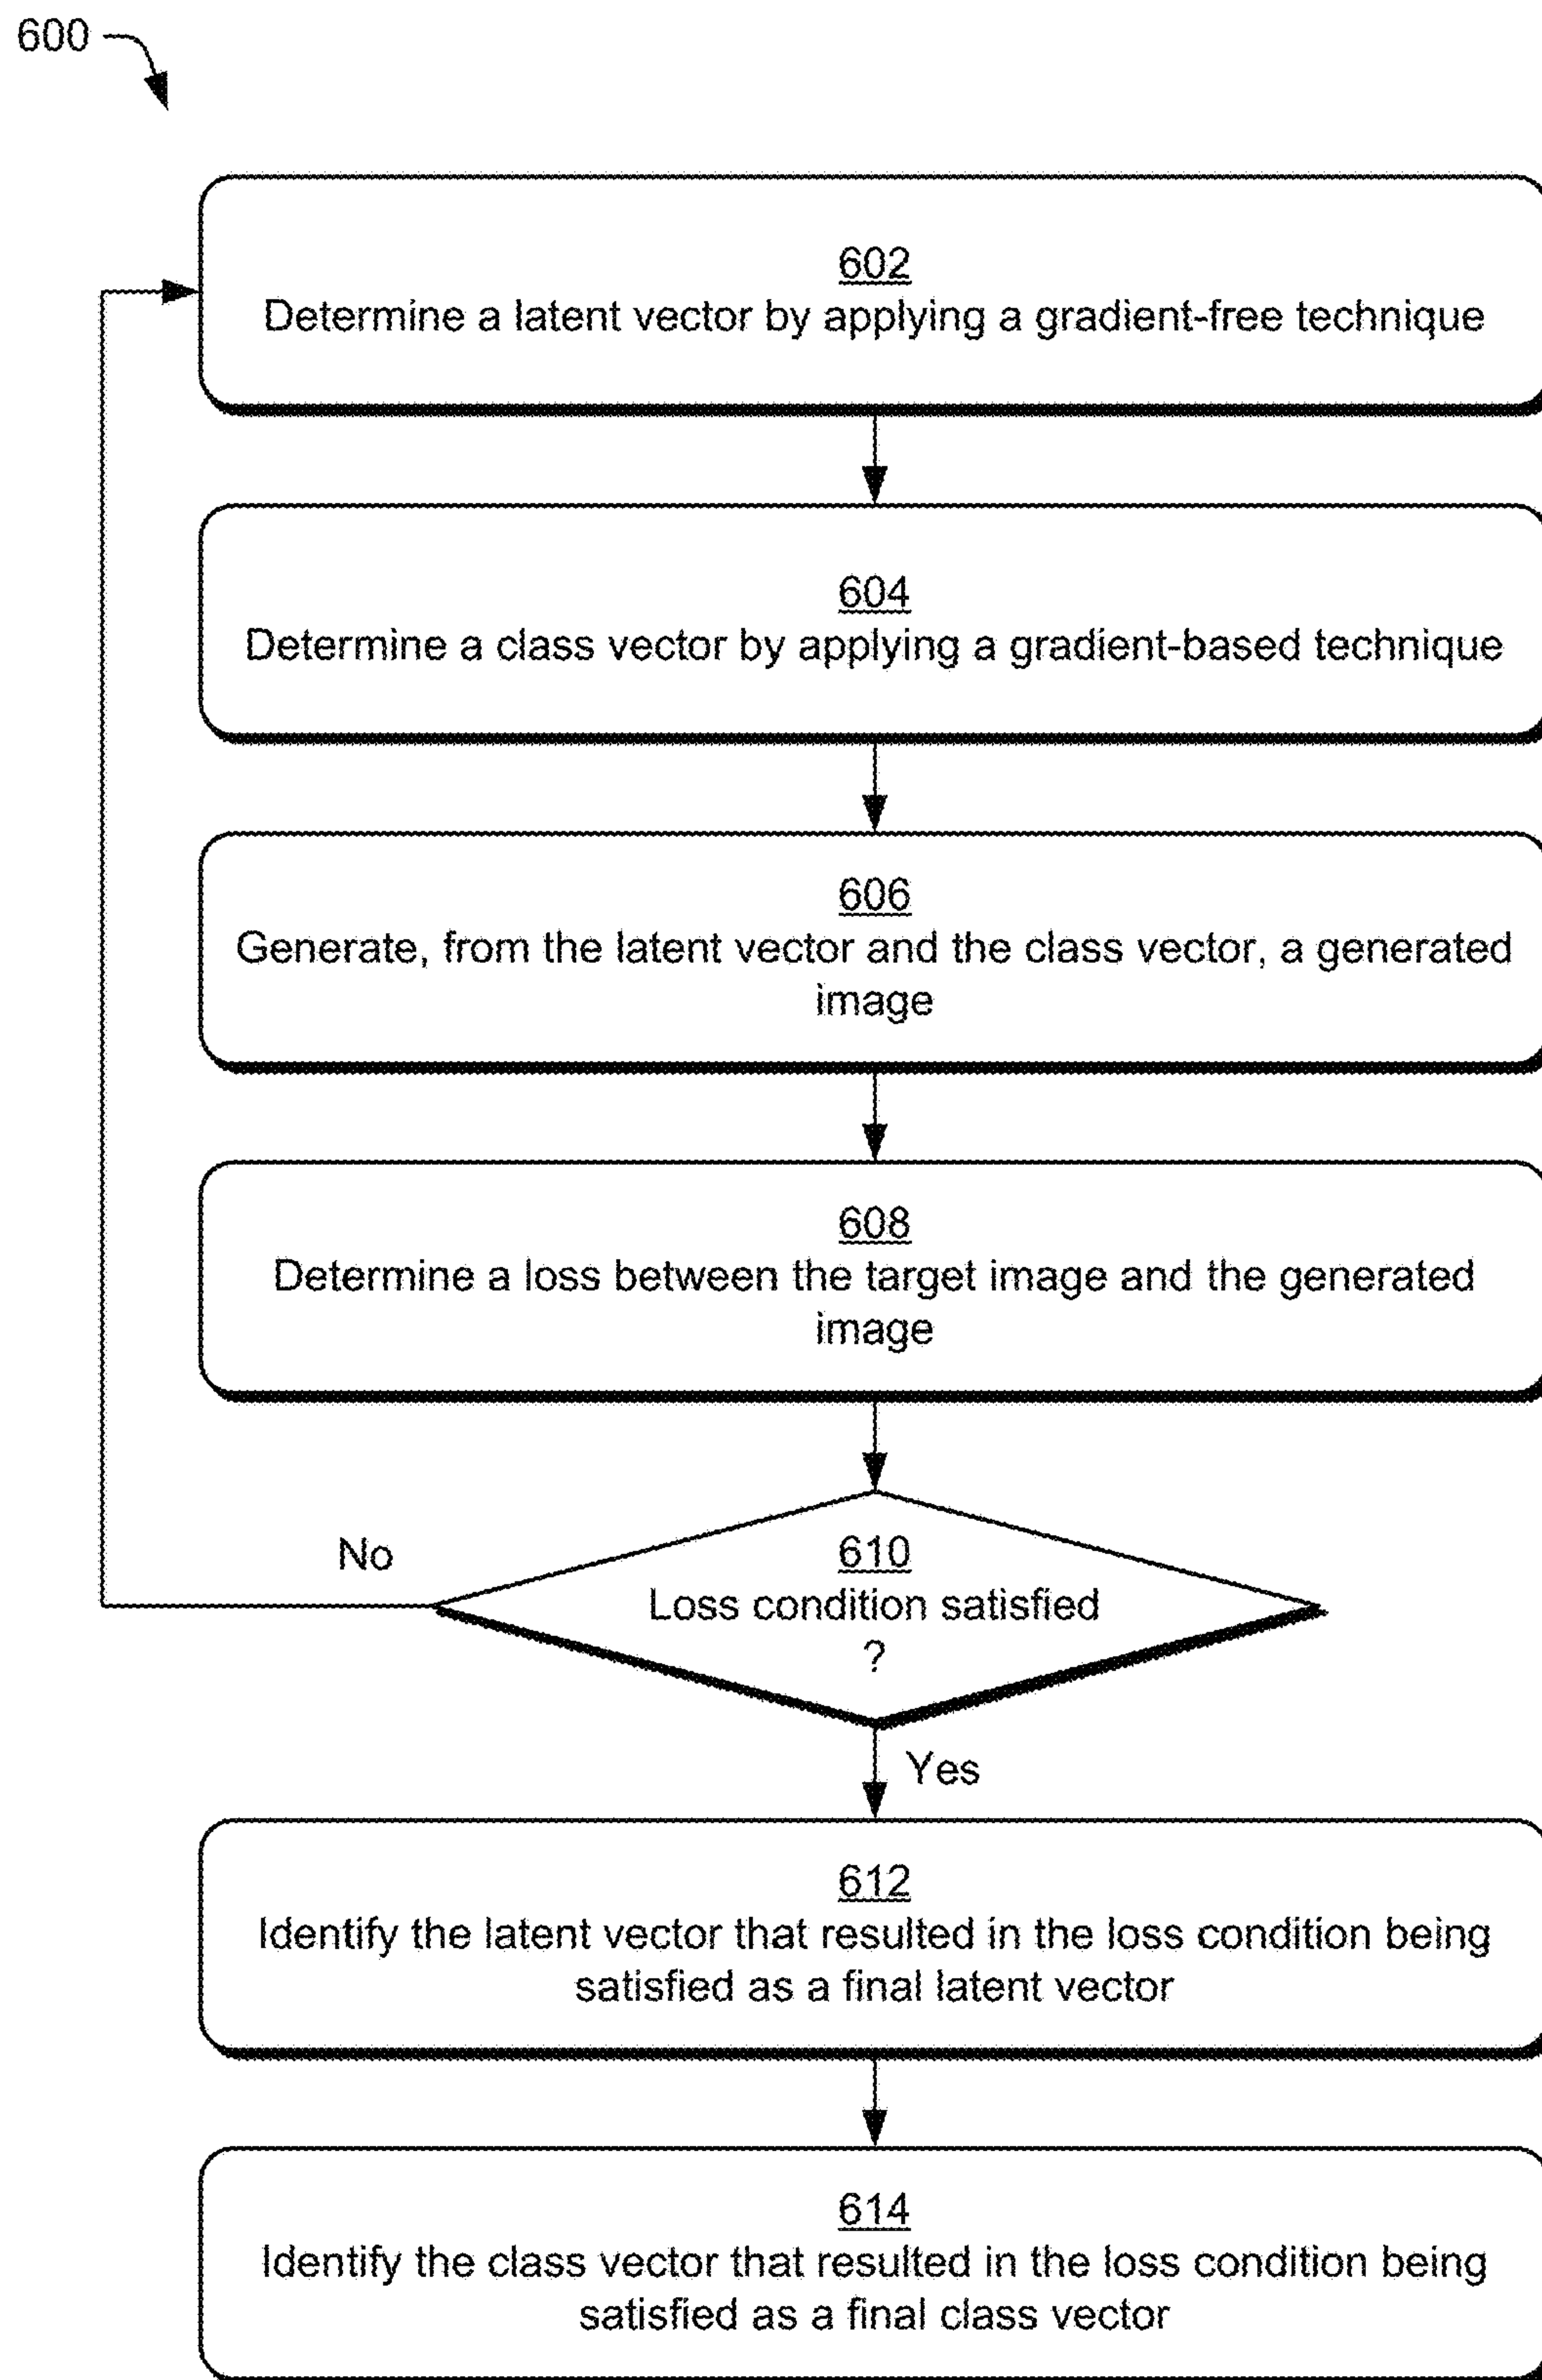 600
602
Determine a latent vector by applying a gradient-free technique
604
Determine a class vector by applying a gradient-based technique
606
Generate, from the latent vector and the class vector, a generated
image
608
Determine a loss between the target image and the generated
image
610
Loss condition satisfied
?
No
Yes
612
Identify the latent vector that resulted in the loss condition being
satisfied as a final latent vector
614
Identify the class vector that resulted in the loss condition being
satisfied as a final class vector